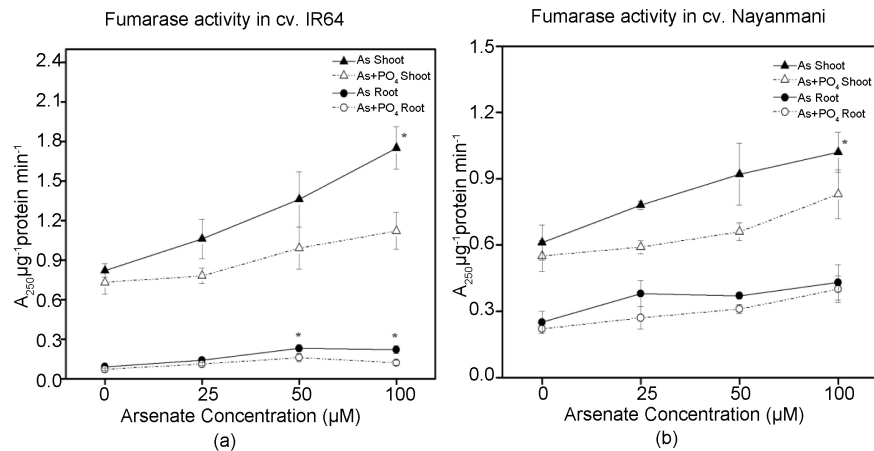 Fumarase activity in cv. IR64
A250µg-1protein min-1
2.4
2.1
1.8
1.5
1.2
0.9
0.6
0.3
0.0
As Shoot
As+PO4 Shoot
As Root
As+PO4 Root
*
* *
0 25 50 100
Arsenate Concentration (µM)
(a)
Fumarase activity in cv. Nayanmani
A250µg-1protein min-1
1.5
1.2
0.9
0.6
0.3
0.0
As Shoot
As+PO4 Shoot
As Root
As+PO4 Root
*
0 25 50 100
Arsenate Concentration (µM)
(b)